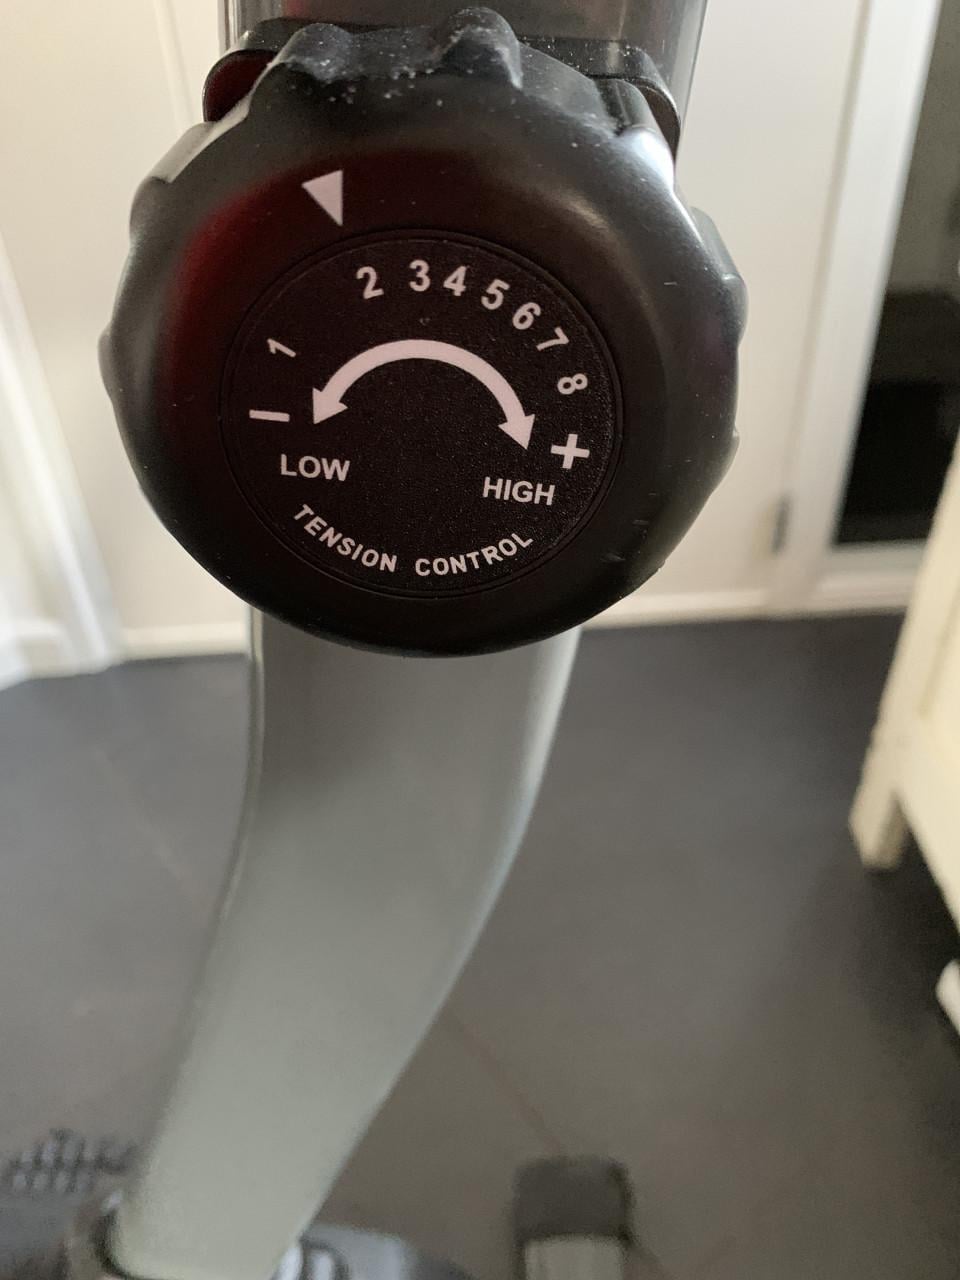 1 2 3 4 5 6 7 8
– +
LOW HIGH
TENSION CONTROL